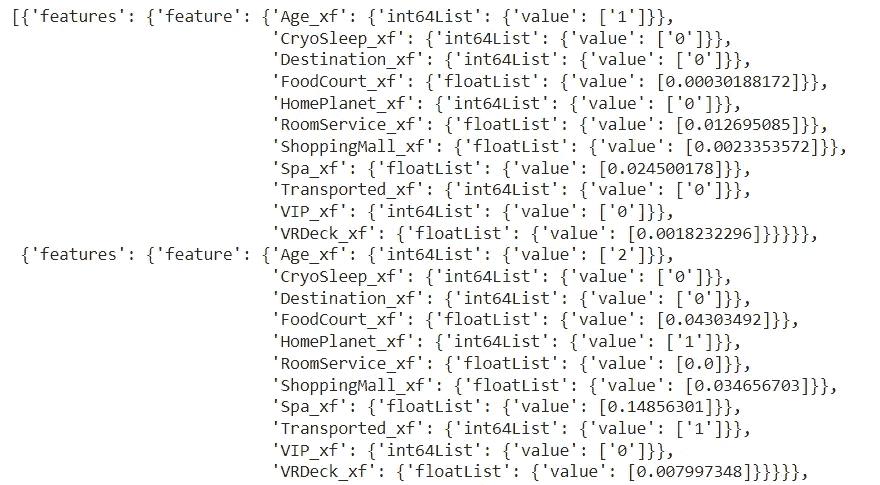 [{'features': {'feature': {'Age_xf': {'int64List': {'value': ['1']}},
'CryoSleep_xf': {'int64List': {'value': ['0']}},
'Destination_xf': {'int64List': {'value': ['0']}},
'FoodCourt_xf': {'floatList': {'value': [0.00030188172]}},
'HomePlanet_xf': {'int64List': {'value': ['0']}},
'RoomService_xf': {'floatList': {'value': [0.012695085]}},
'ShoppingMall_xf': {'floatList': {'value': [0.0023353572]}},
'Spa_xf': {'floatList': {'value': [0.024500178]}},
'Transported_xf': {'int64List': {'value': ['0']}},
'VIP_xf': {'int64List': {'value': ['0']}},
'VRDeck_xf': {'floatList': {'value': [0.0018232296]}}}}},
{'features': {'feature': {'Age_xf': {'int64List': {'value': ['2']}},
'CryoSleep_xf': {'int64List': {'value': ['0']}},
'Destination_xf': {'int64List': {'value': ['0']}},
'FoodCourt_xf': {'floatList': {'value': [0.04303492]}},
'HomePlanet_xf': {'int64List': {'value': ['1']}},
'RoomService_xf': {'floatList': {'value': [0.0]}},
'ShoppingMall_xf': {'floatList': {'value': [0.034656703]}},
'Spa_xf': {'floatList': {'value': [0.14856301]}},
'Transported_xf': {'int64List': {'value': ['1']}},
'VIP_xf': {'int64List': {'value': ['0']}},
'VRDeck_xf': {'floatList': {'value': [0.007997348]}}}}},